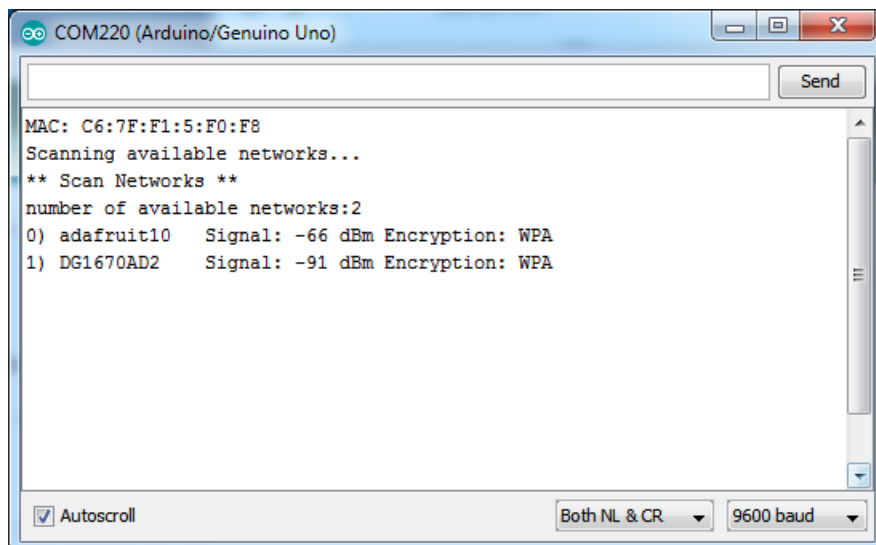 COM220 (Arduino/Genuino Uno)
Send
MAC: C6:7F:F1:5:F0:F8
Scanning available networks...
** Scan Networks **
number of available networks:2
0) adafruit10   Signal: -66 dBm Encryption: WPA
1) DG1670AD2    Signal: -91 dBm Encryption: WPA
Autoscroll Both NL & CR 9600 baud